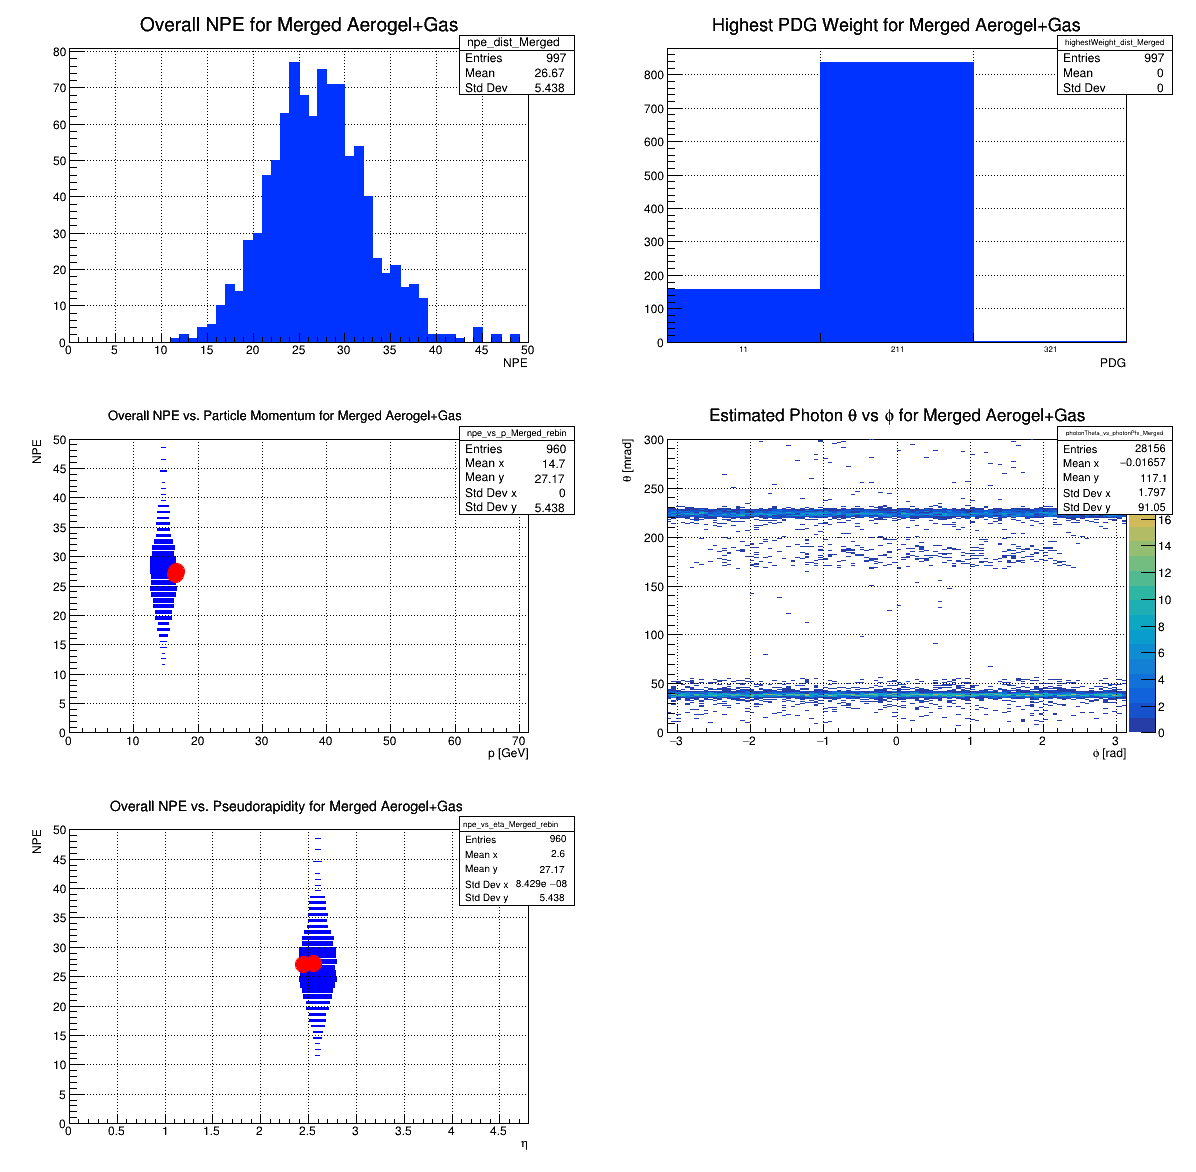 Overall NPE for Merged Aerogel+Gas
npe_dist_Merged
Entries 997
Mean 26.67
Std Dev 5.438
80
70
60
50
40
30
20
10
0
0 5 10 15 20 25 30 35 40 45 50
NPE
Highest PDG Weight for Merged Aerogel+Gas
highestWeight_dist_Merged
Entries 997
Mean 0
Std Dev 0
800
700
600
500
400
300
200
100
0
11 211 321
PDG
Overall NPE vs. Particle Momentum for Merged Aerogel+Gas
npe_vs_p_Merged_rebin
Entries 960
Mean x 14.7
Mean y 27.17
Std Dev x 0
Std Dev y 5.438
NPE
50
45
40
35
30
25
20
15
10
5
0
0 10 20 30 40 50 60 70
p [GeV]
Estimated Photon θ vs ϕ for Merged Aerogel+Gas
photonTheta_vs_photonPhi_Merged
Entries 28156
Mean x −0.01657
Mean y 117.1
Std Dev x 1.797
Std Dev y 91.05
θ [mrad]
300
250
200
150
100
50
0
−3 −2 −1 0 1 2 3
ϕ [rad]
16
14
12
10
8
6
4
2
0
Overall NPE vs. Pseudorapidity for Merged Aerogel+Gas
npe_vs_eta_Merged_rebin
Entries 960
Mean x 2.6
Mean y 27.17
Std Dev x 8.429e −08
Std Dev y 5.438
NPE
50
45
40
35
30
25
20
15
10
5
0
0 0.5 1 1.5 2 2.5 3 3.5 4 4.5
η